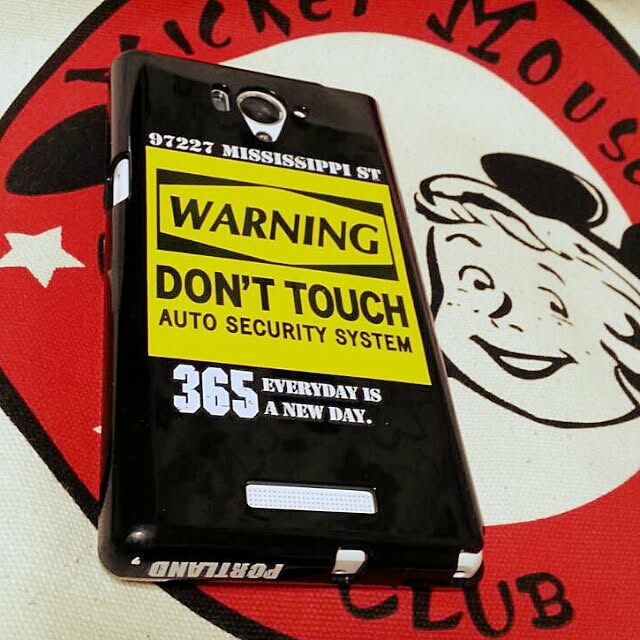 MICKEY MOUSE
97227 MISSISSIPPI ST
WARNING
DON'T TOUCH
AUTO SECURITY SYSTEM
365 EVERYDAY IS
A NEW DAY.
PORTLAND
CLUB